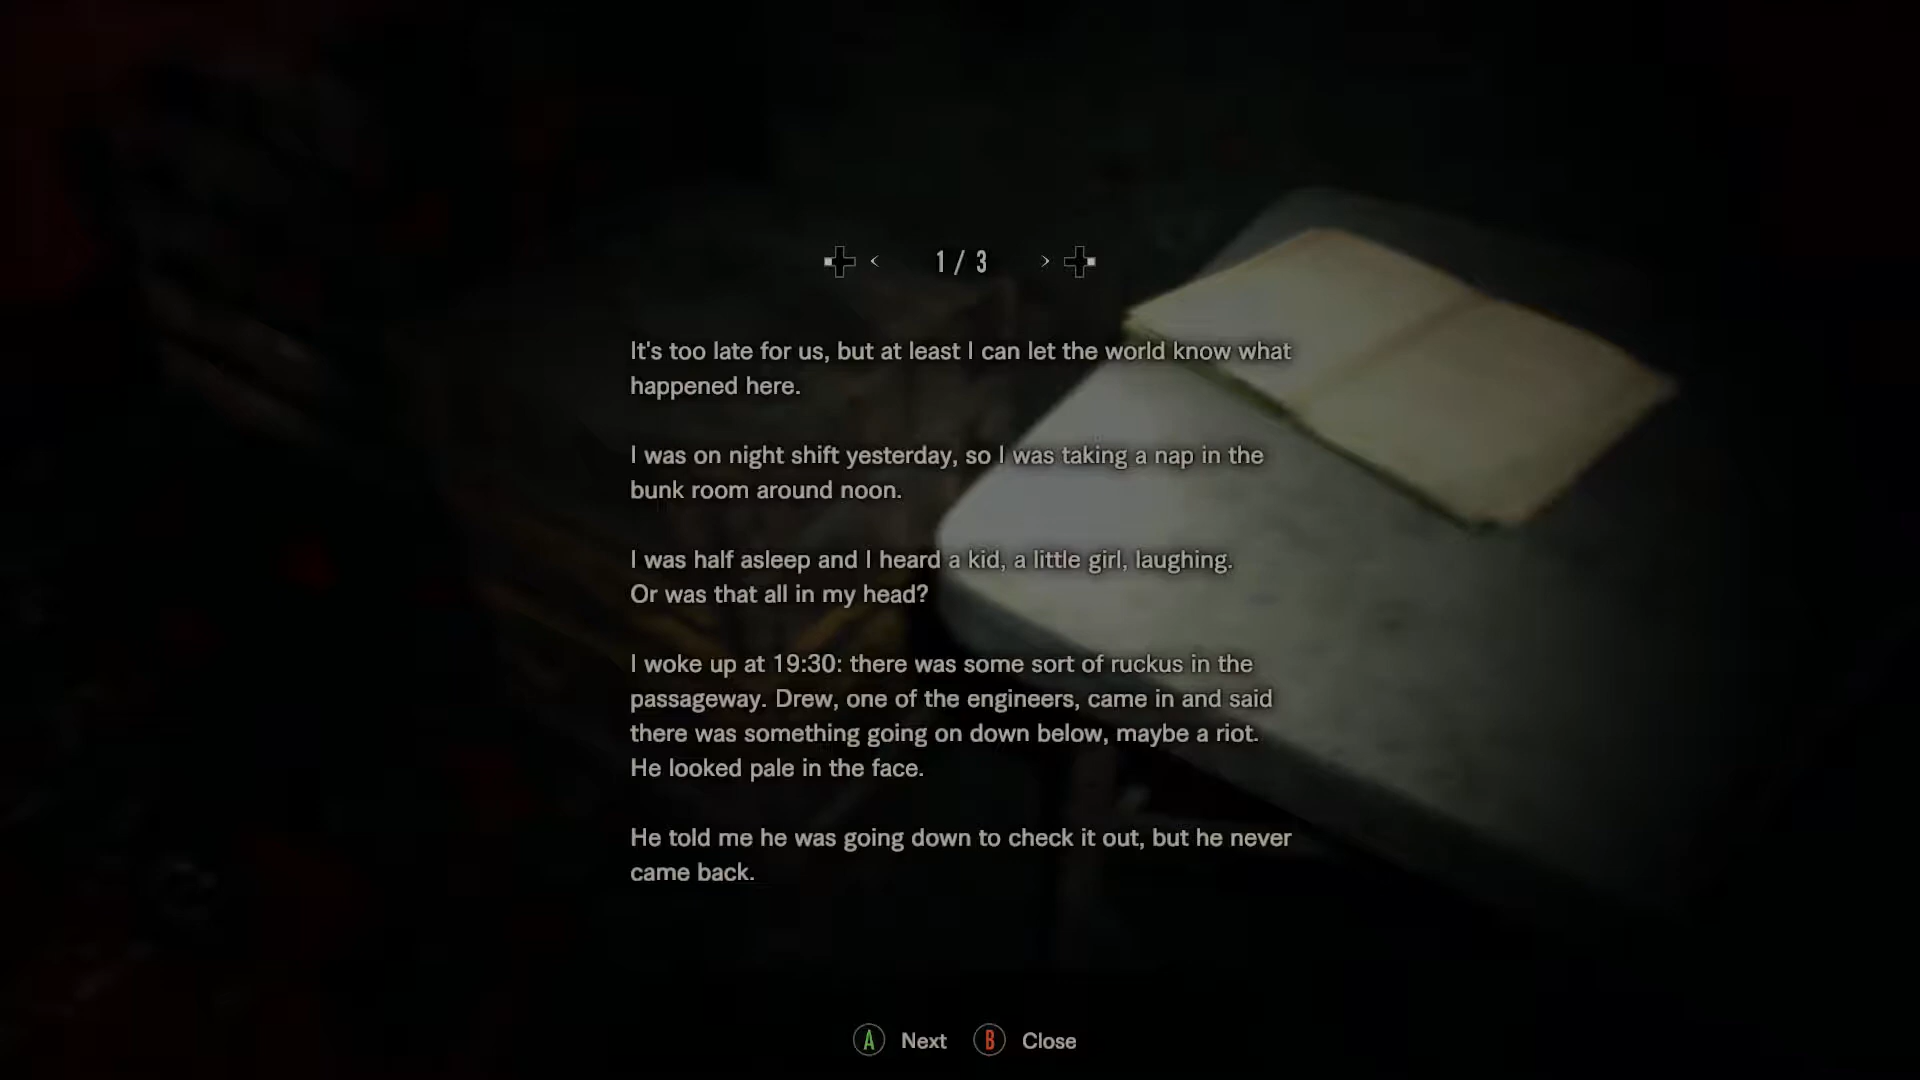 < 1 / 3 >
It's too late for us, but at least I can let the world know what
happened here.
I was on night shift yesterday, so I was taking a nap in the
bunk room around noon.
I was half asleep and I heard a kid, a little girl, laughing.
Or was that all in my head?
I woke up at 19:30: there was some sort of ruckus in the
passageway. Drew, one of the engineers, came in and said
there was something going on down below, maybe a riot.
He looked pale in the face.
He told me he was going down to check it out, but he never
came back.
A Next B Close